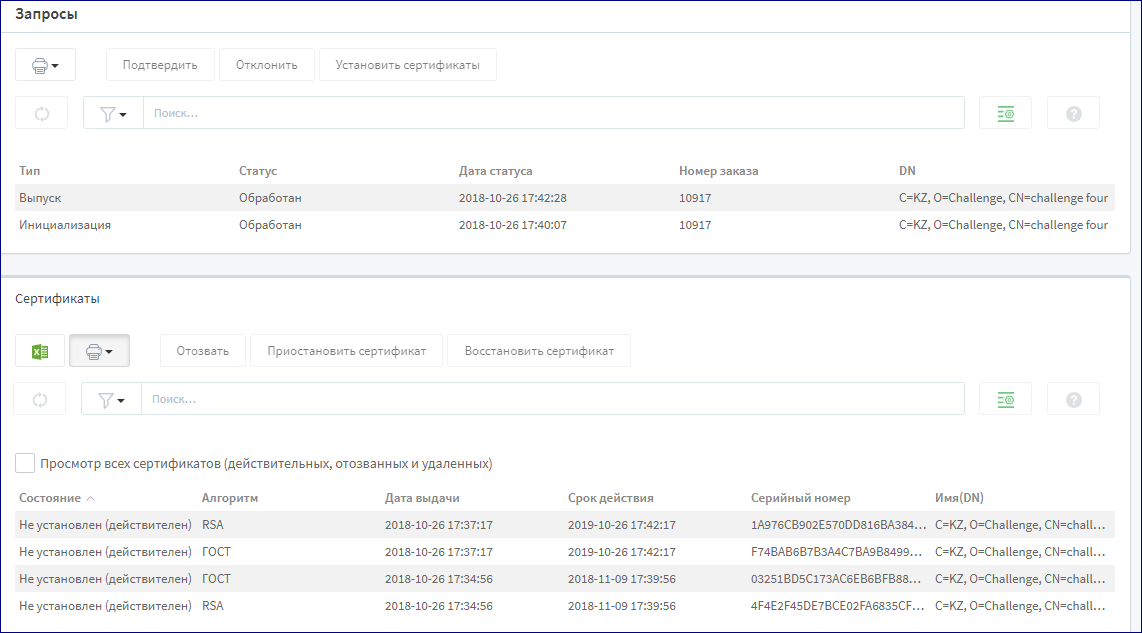 Запросы
Подтвердить Отклонить Установить сертификаты
Поиск...
Тип Статус Дата статуса Номер заказа DN
Выпуск Обработан 2018-10-26 17:42:28 10917 C=KZ, O=Challenge, CN=challenge four
Инициализация Обработан 2018-10-26 17:40:07 10917 C=KZ, O=Challenge, CN=challenge four
Сертификаты
Отозвать Приостановить сертификат Восстановить сертификат
Поиск...
Просмотр всех сертификатов (действительных, отозванных и удаленных)
Состояние Алгоритм Дата выдачи Срок действия Серийный номер Имя(DN)
Не установлен (действителен) RSA 2018-10-26 17:37:17 2019-10-26 17:42:17 1A976CB902E570DD816BA384... C=KZ, O=Challenge, CN=chall...
Не установлен (действителен) ГОСТ 2018-10-26 17:37:17 2019-10-26 17:42:17 F74BAB6B7B3A4C7BA9B8499... C=KZ, O=Challenge, CN=chall...
Не установлен (действителен) ГОСТ 2018-10-26 17:34:56 2018-11-09 17:39:56 03251BD5C173AC6EB6BFB88... C=KZ, O=Challenge, CN=chall...
Не установлен (действителен) RSA 2018-10-26 17:34:56 2018-11-09 17:39:56 4F4E2F45DE7BCE02FA6835CF... C=KZ, O=Challenge, CN=chall...